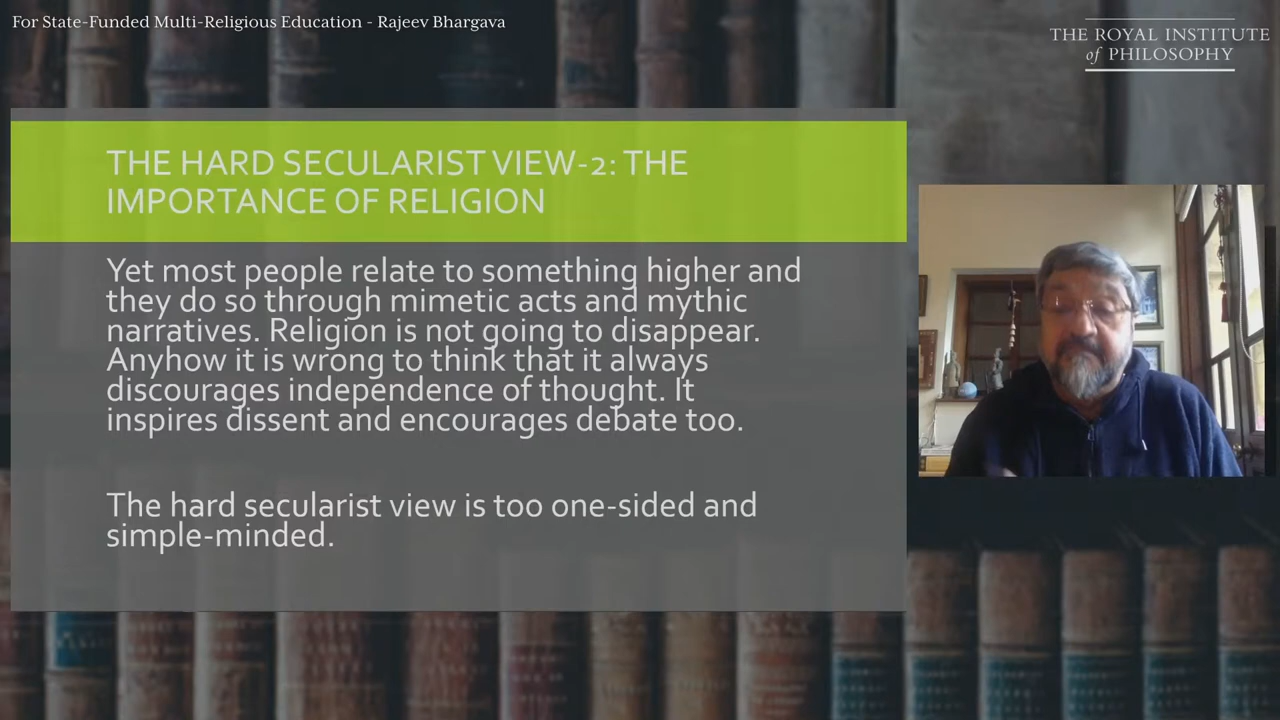 For State-Funded Multi-Religious Education - Rajeev Bhargava
THE ROYAL INSTITUTE
of PHILOSOPHY
THE HARD SECULARIST VIEW-2: THE
IMPORTANCE OF RELIGION
Yet most people relate to something higher and
they do so through mimetic acts and mythic
narratives. Religion is not going to disappear.
Anyhow it is wrong to think that it always
discourages independence of thought. It
inspires dissent and encourages debate too.
The hard secularist view is too one-sided and
simple-minded.